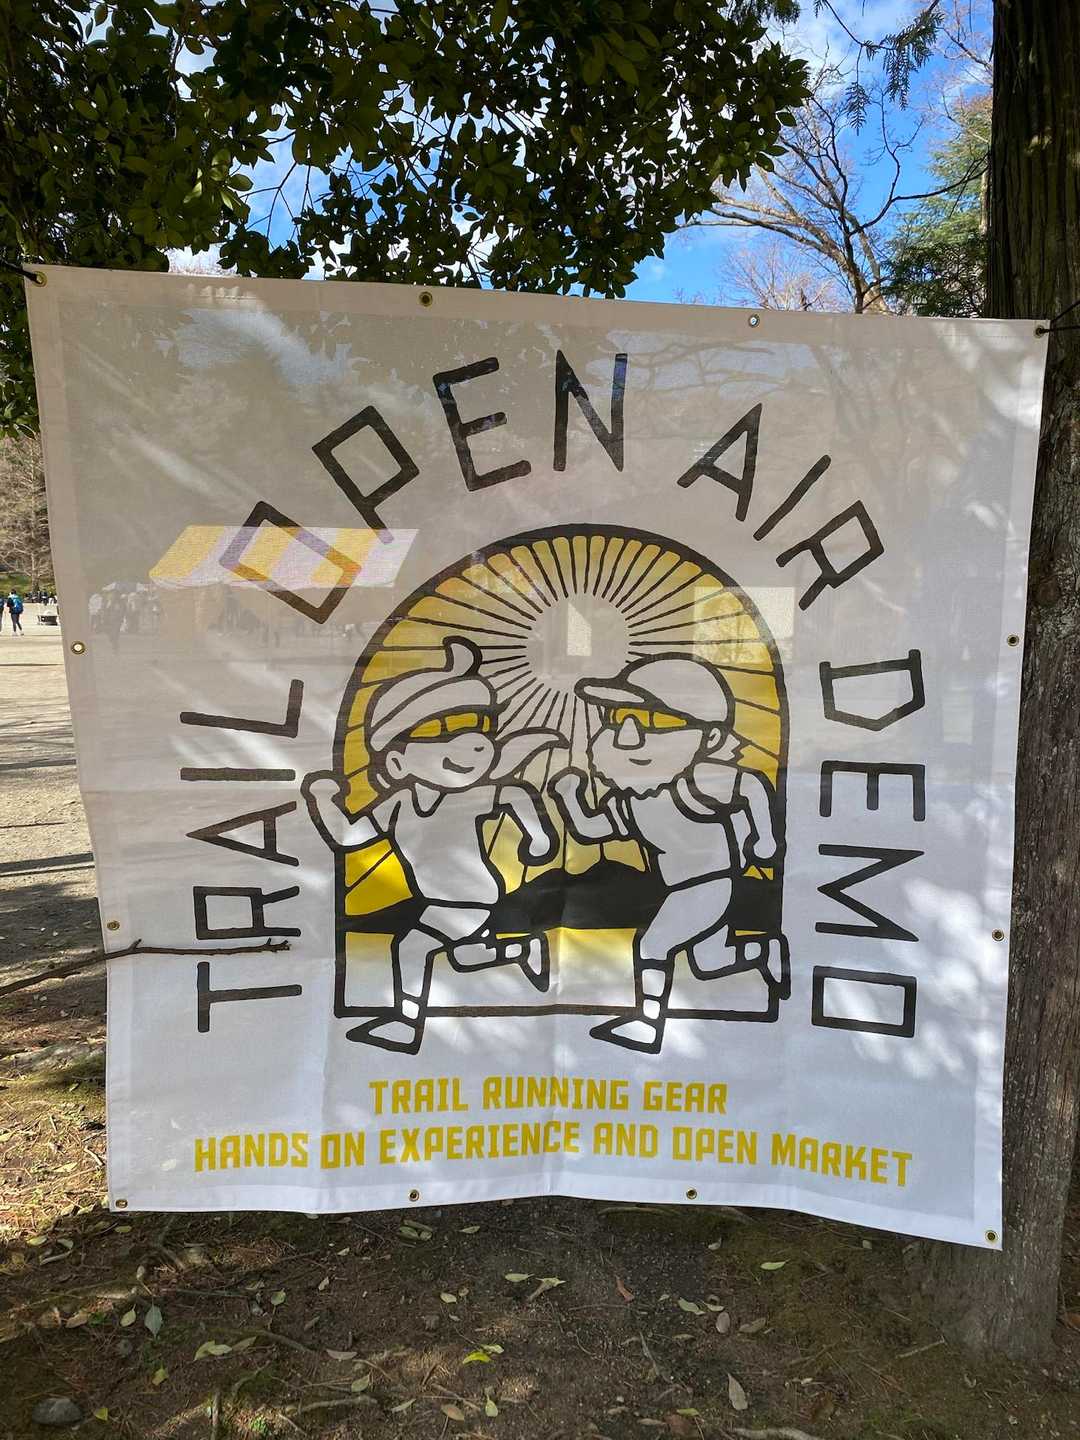 TRAIL OPEN AIR DEMO
TRAIL RUNNING GEAR
HANDS ON EXPERIENCE AND OPEN MARKET